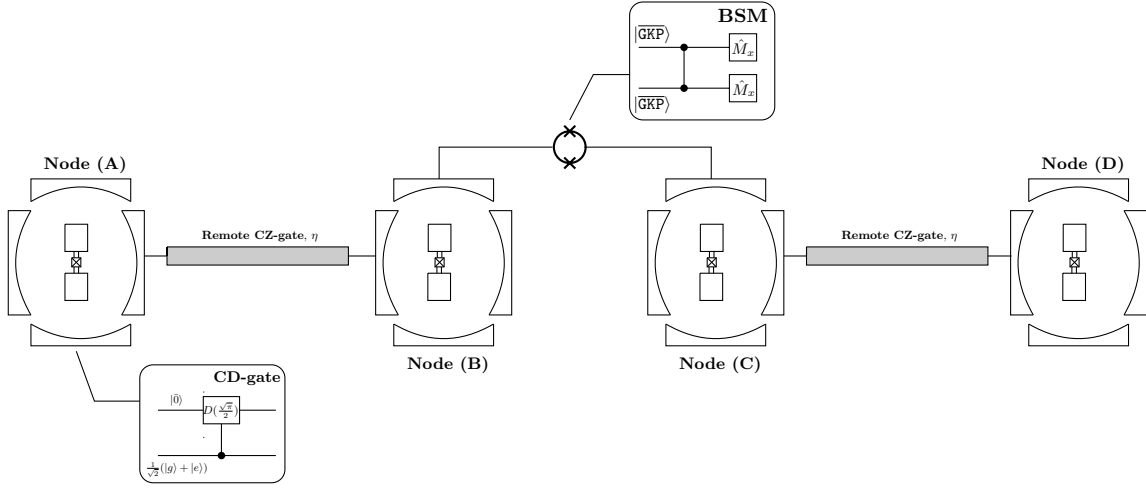 BSM
|GKP⟩
M̂ₓ
|GKP⟩
M̂ₓ
Node (A)
Node (D)
Remote CZ-gate, η
Remote CZ-gate, η
Node (B)
Node (C)
CD-gate
|0̄⟩
D(√π/2)
1/√2(|g⟩ + |e⟩)